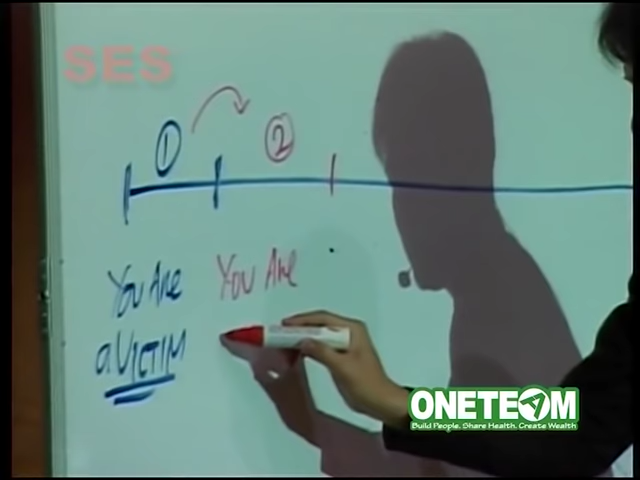 SES
① ②
You Are You Are
a VICTIM
ONETEAM
Build People. Share Health. Create Wealth